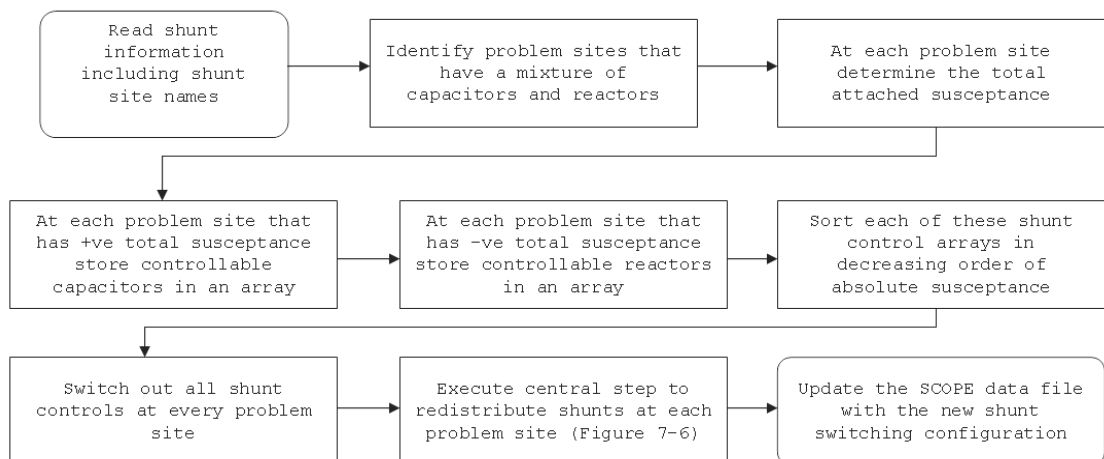 Read shunt
information
including shunt
site names
Identify problem sites that
have a mixture of
capacitors and reactors
At each problem site
determine the total
attached susceptance
At each problem site that
has +ve total susceptance
store controllable
capacitors in an array
At each problem site that
has -ve total susceptance
store controllable reactors
in an array
Sort each of these shunt
control arrays in
decreasing order of
absolute susceptance
Switch out all shunt
controls at every problem
site
Execute central step to
redistribute shunts at each
problem site (Figure 7-6)
Update the SCOPE data file
with the new shunt
switching configuration